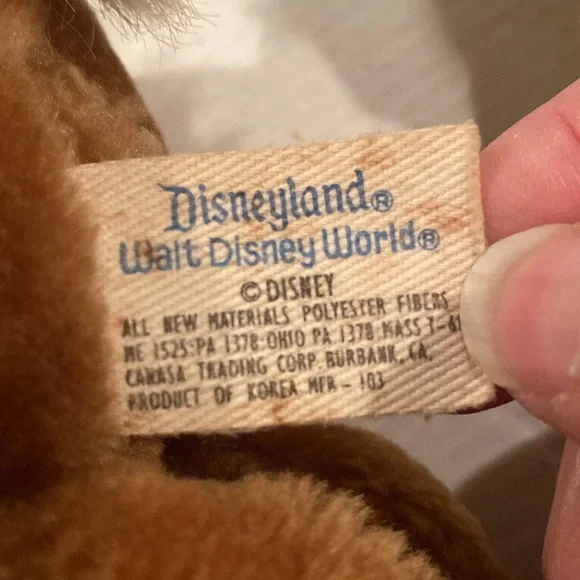 Disneyland®
Walt Disney World®
© DISNEY
ALL NEW MATERIALS POLYESTER FIBERS
ME 1525·PA 1378·OHIO PA 1378 MASS T-6
CANASA TRADING CORP. BURBANK, CA.
PRODUCT OF KOREA MFR - 103